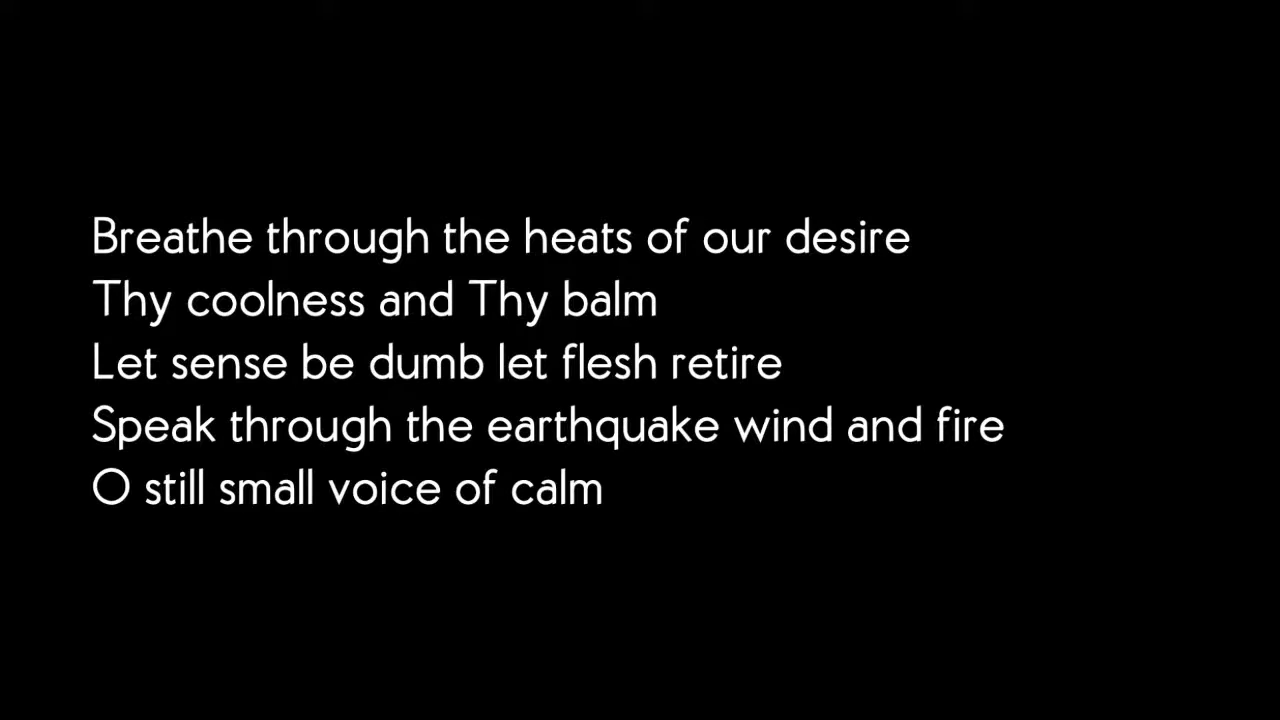 Breathe through the heats of our desire
Thy coolness and Thy balm
Let sense be dumb let flesh retire
Speak through the earthquake wind and fire
O still small voice of calm